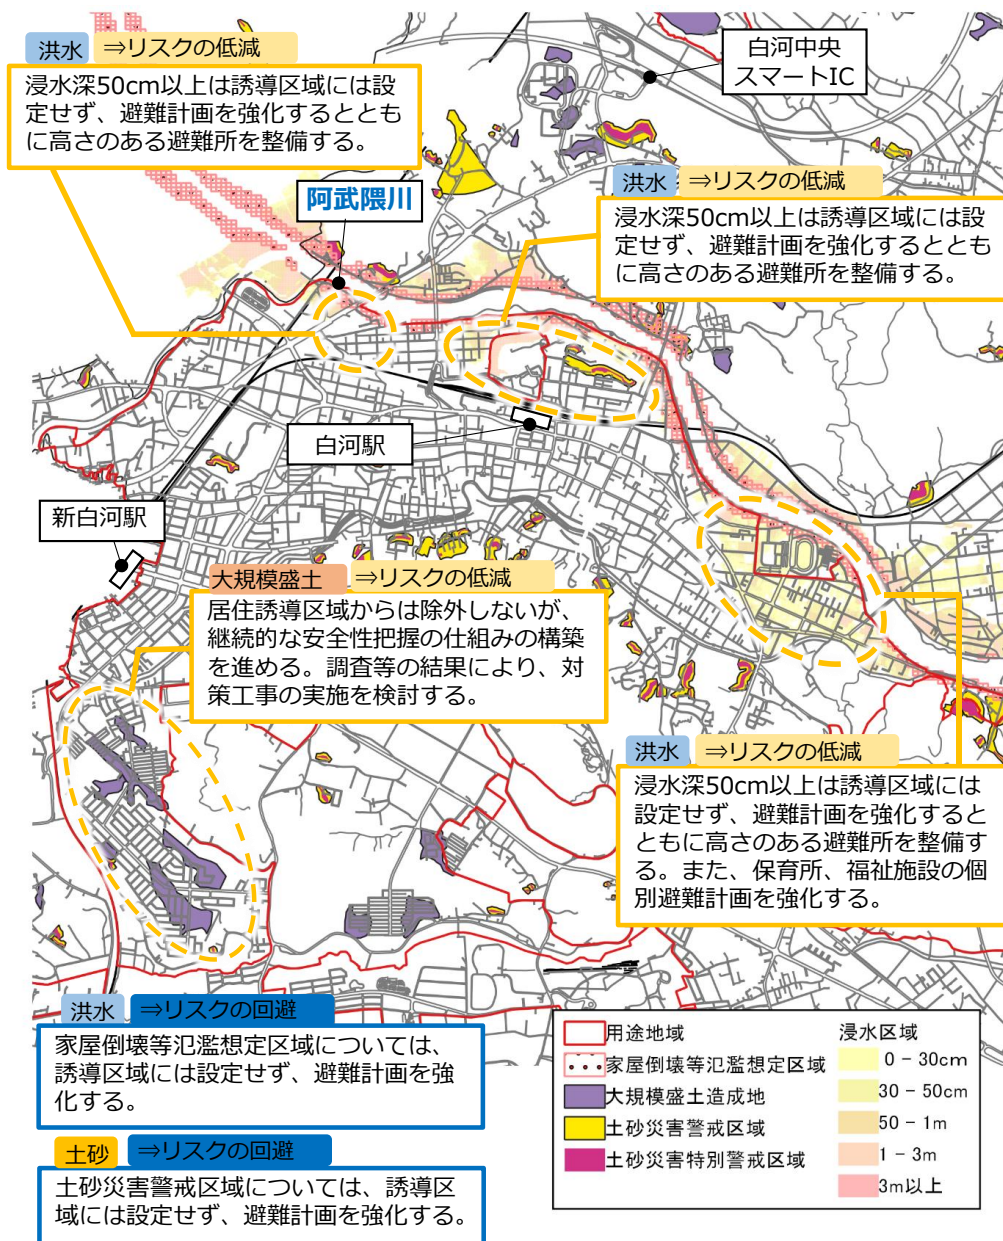 洪水 ⇒リスクの低減
浸水深50cm以上は誘導区域には設
定せず、避難計画を強化するととも
に高さのある避難所を整備する。
白河中央
スマートIC
洪水 ⇒リスクの低減
浸水深50cm以上は誘導区域には設
定せず、避難計画を強化するととも
に高さのある避難所を整備する。
阿武隈川
白河駅
新白河駅
大規模盛土 ⇒リスクの低減
居住誘導区域からは除外しないが、
継続的な安全性把握の仕組みの構築
を進める。調査等の結果により、対
策工事の実施を検討する。
洪水 ⇒リスクの低減
浸水深50cm以上は誘導区域には
設定せず、避難計画を強化すると
ともに高さのある避難所を整備す
る。また、保育所、福祉施設の個
別避難計画を強化する。
洪水 ⇒リスクの回避
家屋倒壊等氾濫想定区域については、
誘導区域には設定せず、避難計画を強
化する。
土砂 ⇒リスクの回避
土砂災害警戒区域については、誘導区
域には設定せず、避難計画を強化する。
用途地域
家屋倒壊等氾濫想定区域
大規模盛土造成地
土砂災害警戒区域
土砂災害特別警戒区域
浸水区域
0 - 30cm
30 - 50cm
50 - 1m
1 - 3m
3m以上